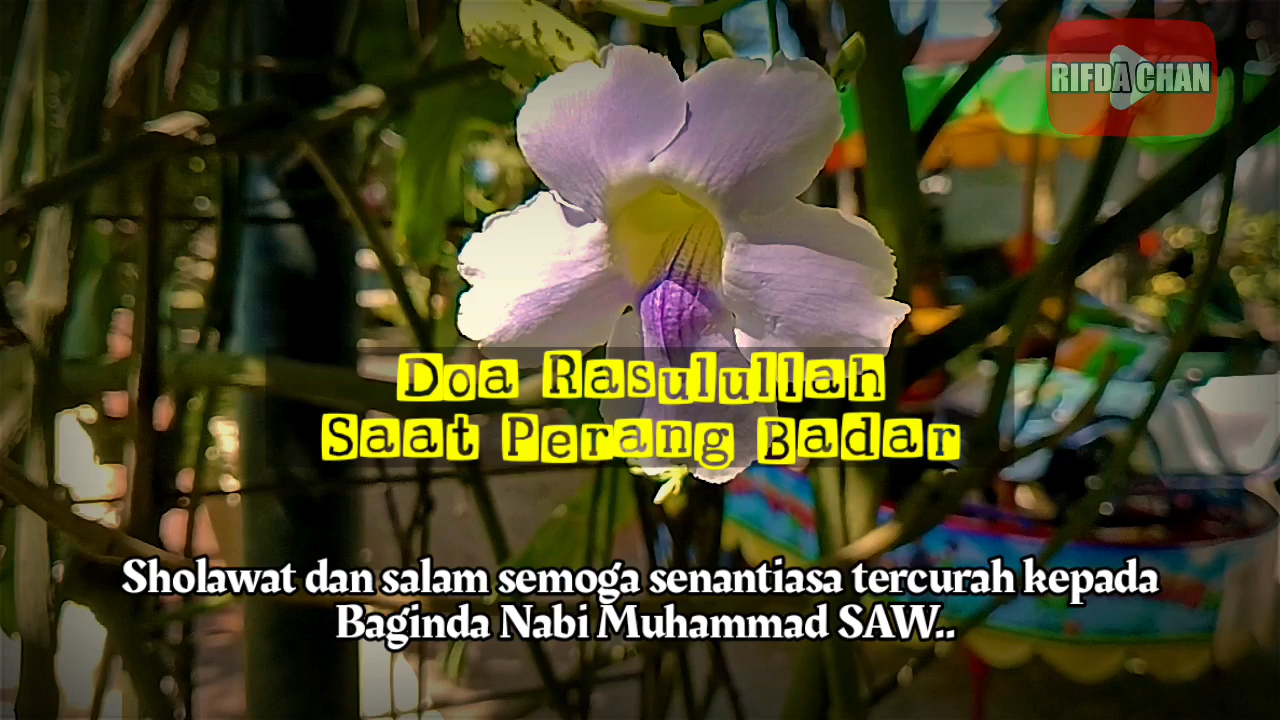 RIFDA CHAN
Doa Rasulullah
Saat Perang Badar
Sholawat dan salam semoga senantiasa tercurah kepada
Baginda Nabi Muhammad SAW..